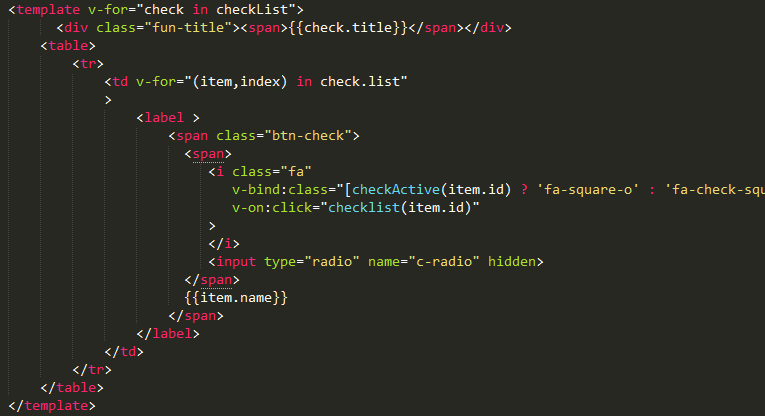 <template v-for="check in checkList">
<div class="fun-title"><span>{{check.title}}</span></div>
<table>
<tr>
<td v-for="(item,index) in check.list"
>
<label >
<span class="btn-check">
<span>
<i class="fa"
v-bind:class="[checkActive(item.id) ? 'fa-square-o' : 'fa-check-squ
v-on:click="checklist(item.id)"
>
</i>
<input type="radio" name="c-radio" hidden>
</span>
{{item.name}}
</span>
</label>
</td>
</tr>
</table>
</template>